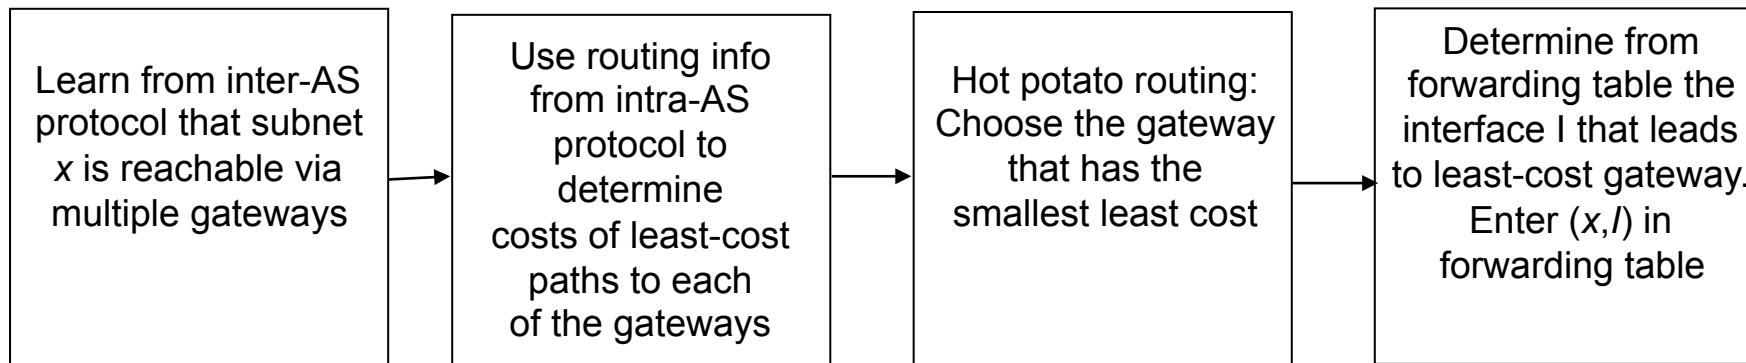 Learn from inter-AS
protocol that subnet
x is reachable via
multiple gateways
Use routing info
from intra-AS
protocol to
determine
costs of least-cost
paths to each
of the gateways
Hot potato routing:
Choose the gateway
that has the
smallest least cost
Determine from
forwarding table the
interface I that leads
to least-cost gateway.
Enter (x,I) in
forwarding table